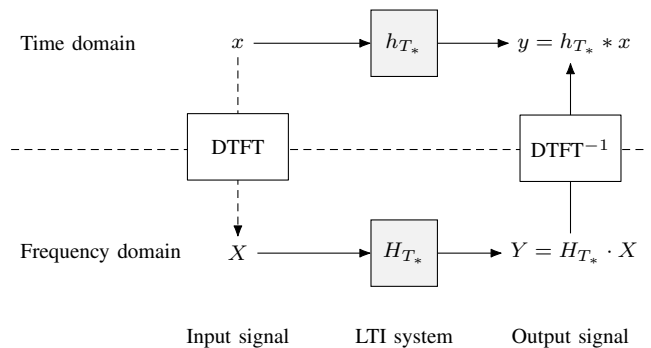 Time domain x h_{T_*} y = h_{T_*} * x
DTFT DTFT^{-1}
Frequency domain X H_{T_*} Y = H_{T_*} · X
Input signal LTI system Output signal